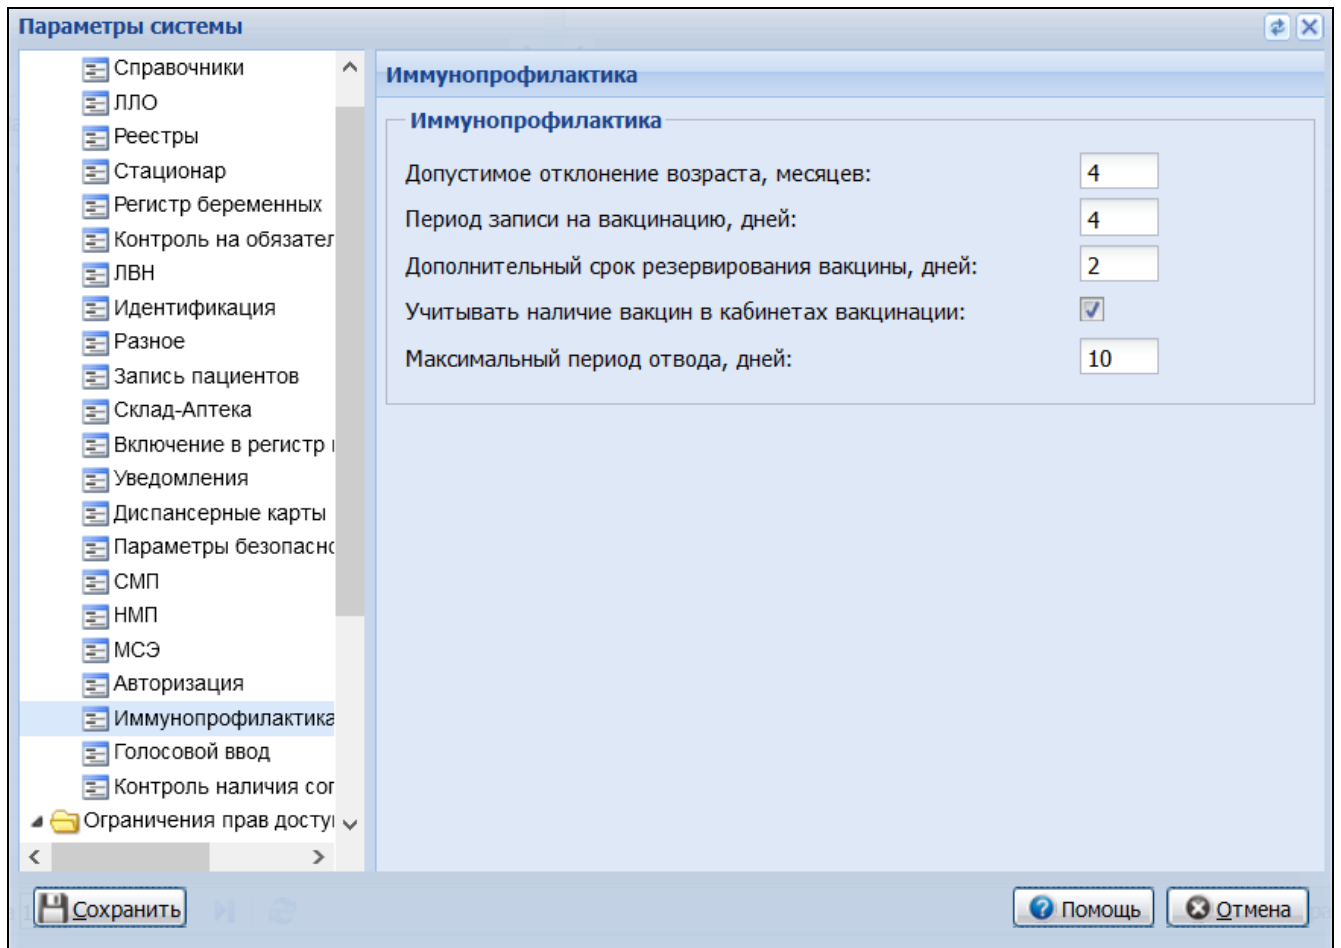 Параметры системы
Справочники
ЛЛО
Реестры
Стационар
Регистр беременных
Контроль на обязател
ЛВН
Идентификация
Разное
Запись пациентов
Склад-Аптека
Включение в регистр
Уведомления
Диспансерные карты
Параметры безопасно
СМП
НМП
МСЭ
Авторизация
Иммунопрофилактика
Голосовой ввод
Контроль наличия сог
Ограничения прав досту
Иммунопрофилактика
Иммунопрофилактика
Допустимое отклонение возраста, месяцев: 4
Период записи на вакцинацию, дней: 4
Дополнительный срок резервирования вакцины, дней: 2
Учитывать наличие вакцин в кабинетах вакцинации:
Максимальный период отвода, дней: 10
Сохранить
Помощь
Отмена